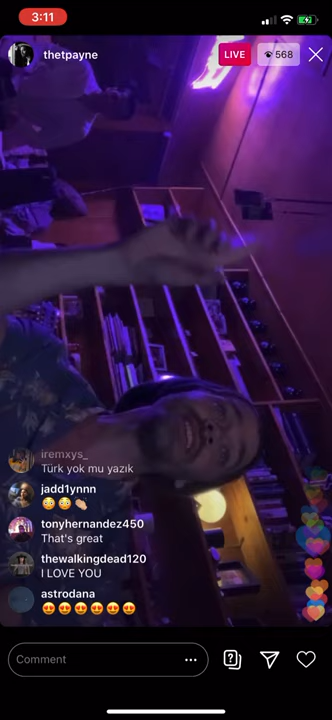 3:11
thetpayne
LIVE
568
iremxys_
Türk yok mu yazık
jadd1ynnn
😳😳👏🏼
tonyhernandez450
That's great
thewalkingdead120
I LOVE YOU
astrodana
😍😍😍😍😍😍
Comment